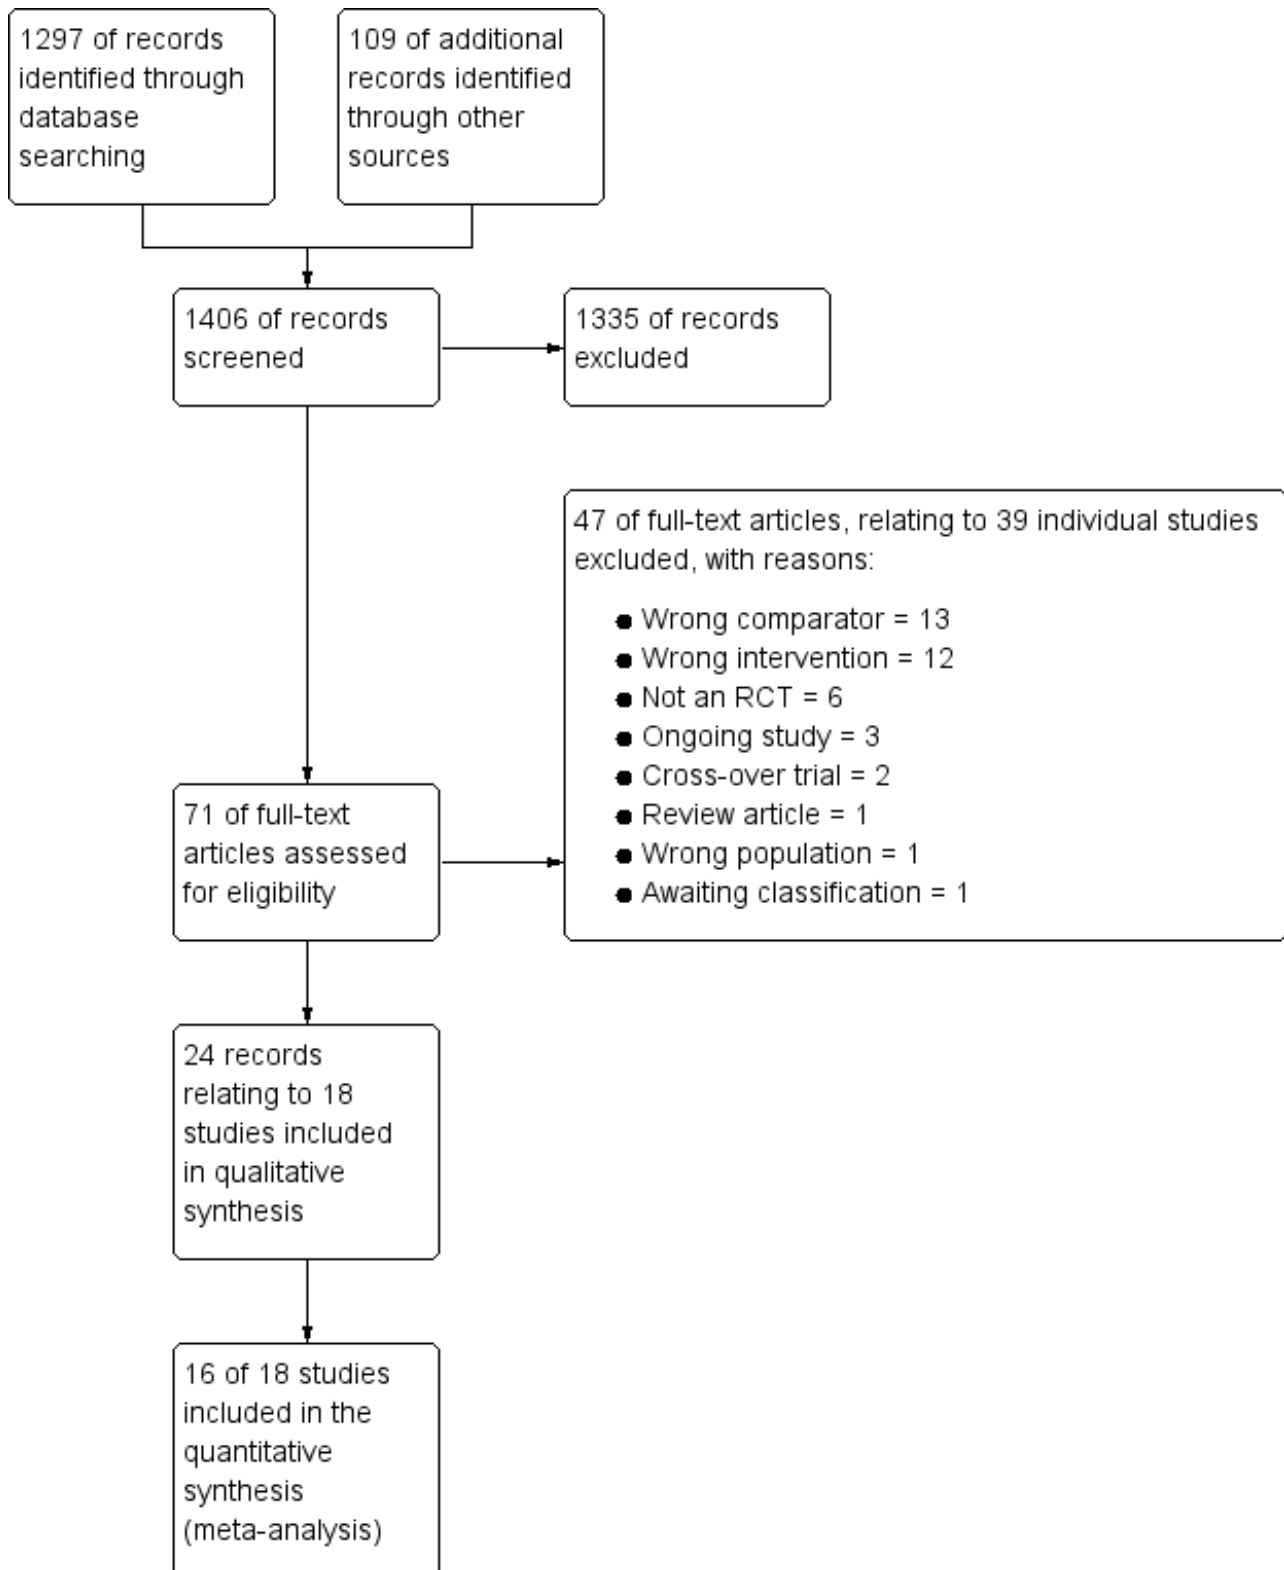 1297 of records
identified through
database
searching
109 of additional
records identified
through other
sources
1406 of records
screened
1335 of records
excluded
47 of full-text articles, relating to 39 individual studies
excluded, with reasons:
● Wrong comparator = 13
● Wrong intervention = 12
● Not an RCT = 6
● Ongoing study = 3
● Cross-over trial = 2
● Review article = 1
● Wrong population = 1
● Awaiting classification = 1
71 of full-text
articles assessed
for eligibility
24 records
relating to 18
studies included
in qualitative
synthesis
16 of 18 studies
included in the
quantitative
synthesis
(meta-analysis)